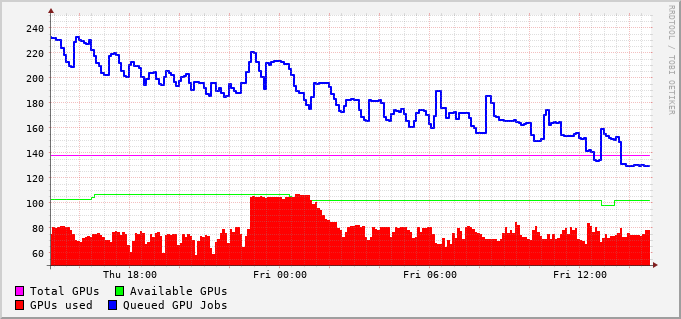 RRDTOOL / TOBI OETIKER
240
220
200
180
160
140
120
100
80
60
Thu 18:00 Fri 00:00 Fri 06:00 Fri 12:00
Total GPUs Available GPUs
GPUs used Queued GPU Jobs